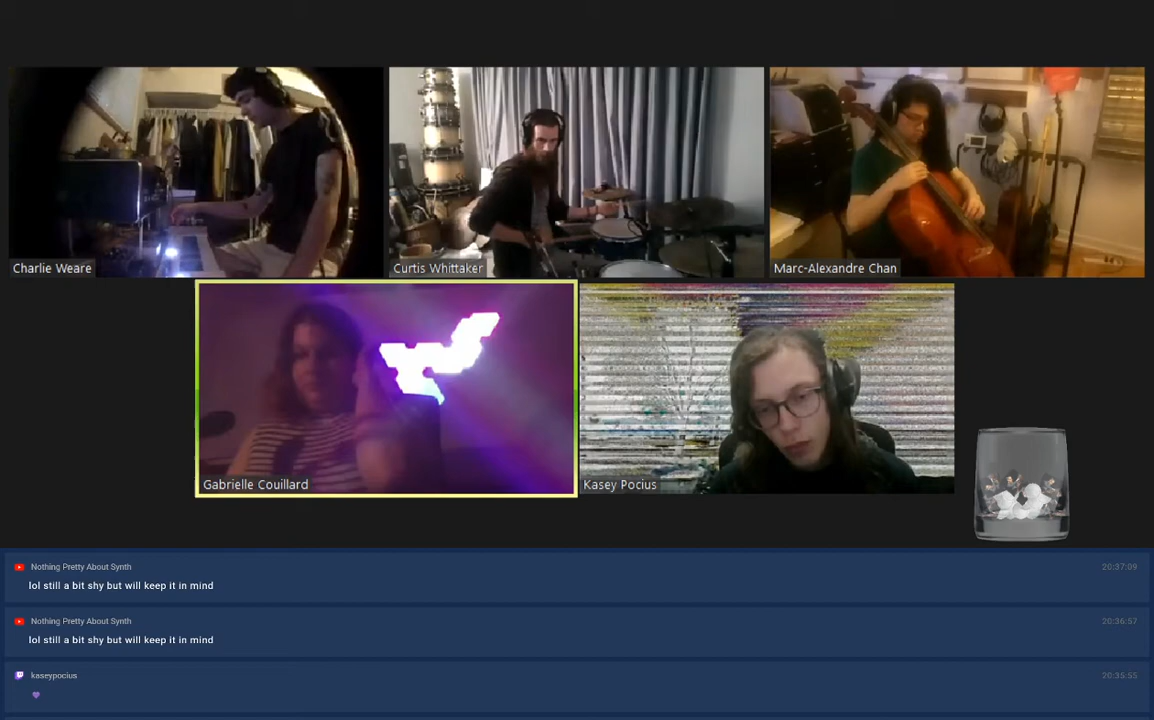 Charlie Weare
Curtis Whittaker
Marc-Alexandre Chan
Gabrielle Couillard
Kasey Pocius
Nothing Pretty About Synth 20:37:09
lol still a bit shy but will keep it in mind
Nothing Pretty About Synth 20:36:57
lol still a bit shy but will keep it in mind
kaseypocius 20:35:55